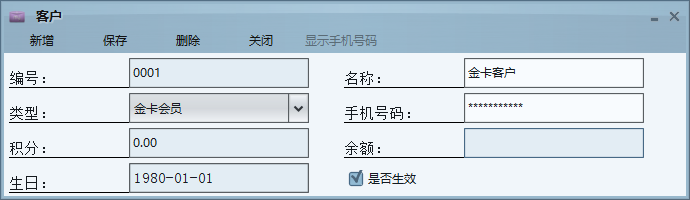 客户
新增 保存 删除 关闭 显示手机号码
编号： 0001 名称： 金卡客户
类型： 金卡会员 手机号码： ***********
积分： 0.00 余额：
生日： 1980-01-01 是否生效